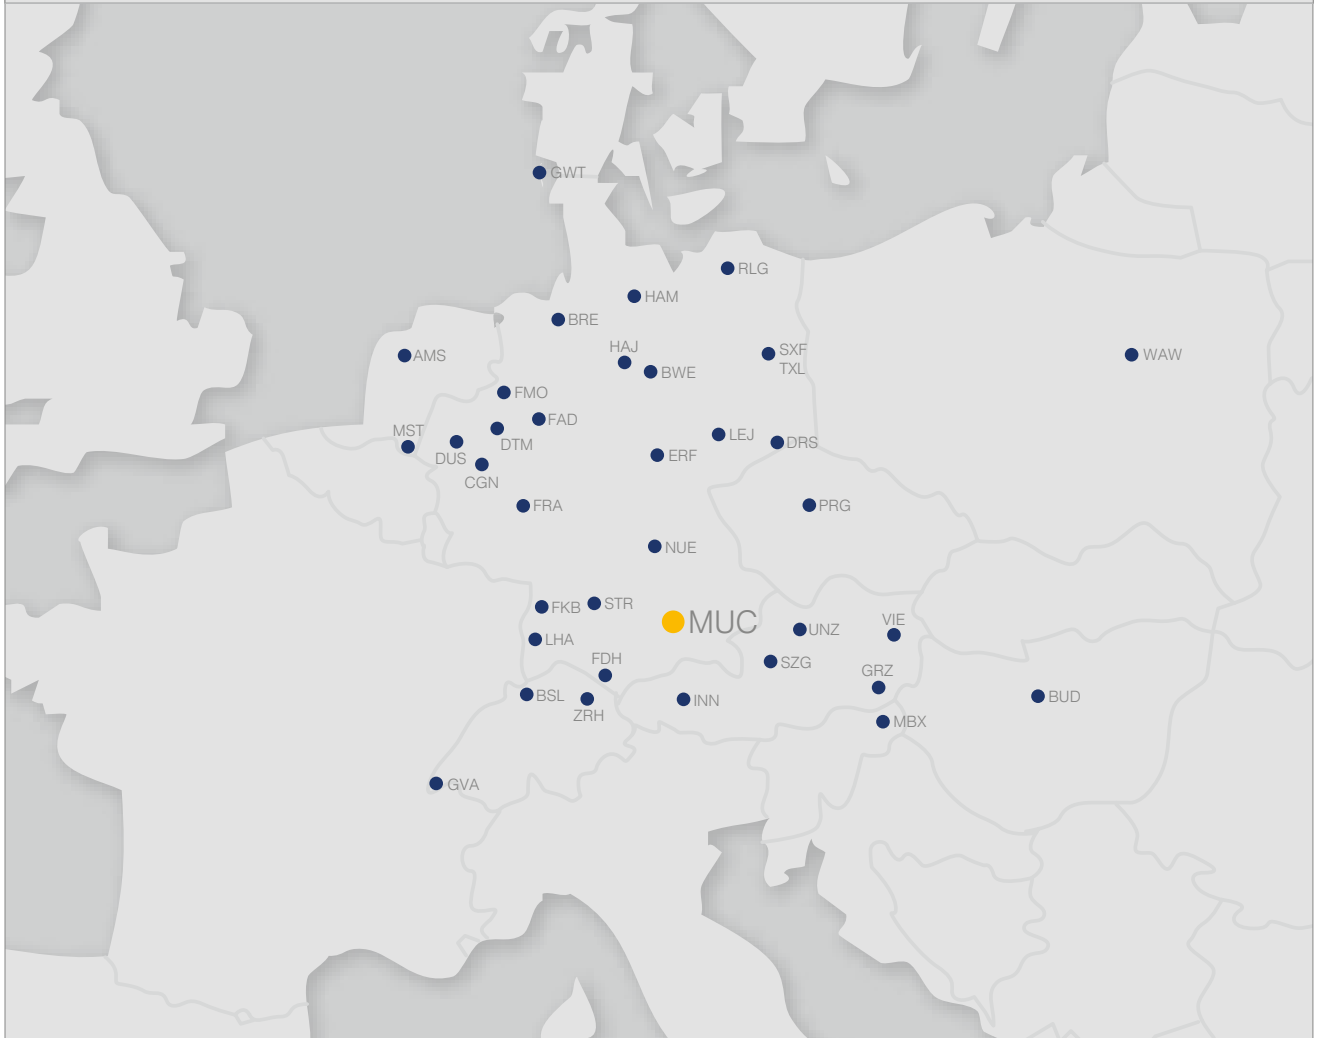 GWT
RLG
HAM
BRE
HAJ
SXF
TXL
AMS
WAW
BWE
FMO
FAD
MST
DTM
LEJ
DRS
DUS
ERF
CGN
FRA
PRG
NUE
FKB
STR
MUC
VIE
UNZ
LHA
FDH
SZG
GRZ
BSL
INN
BUD
ZRH
MBX
GVA